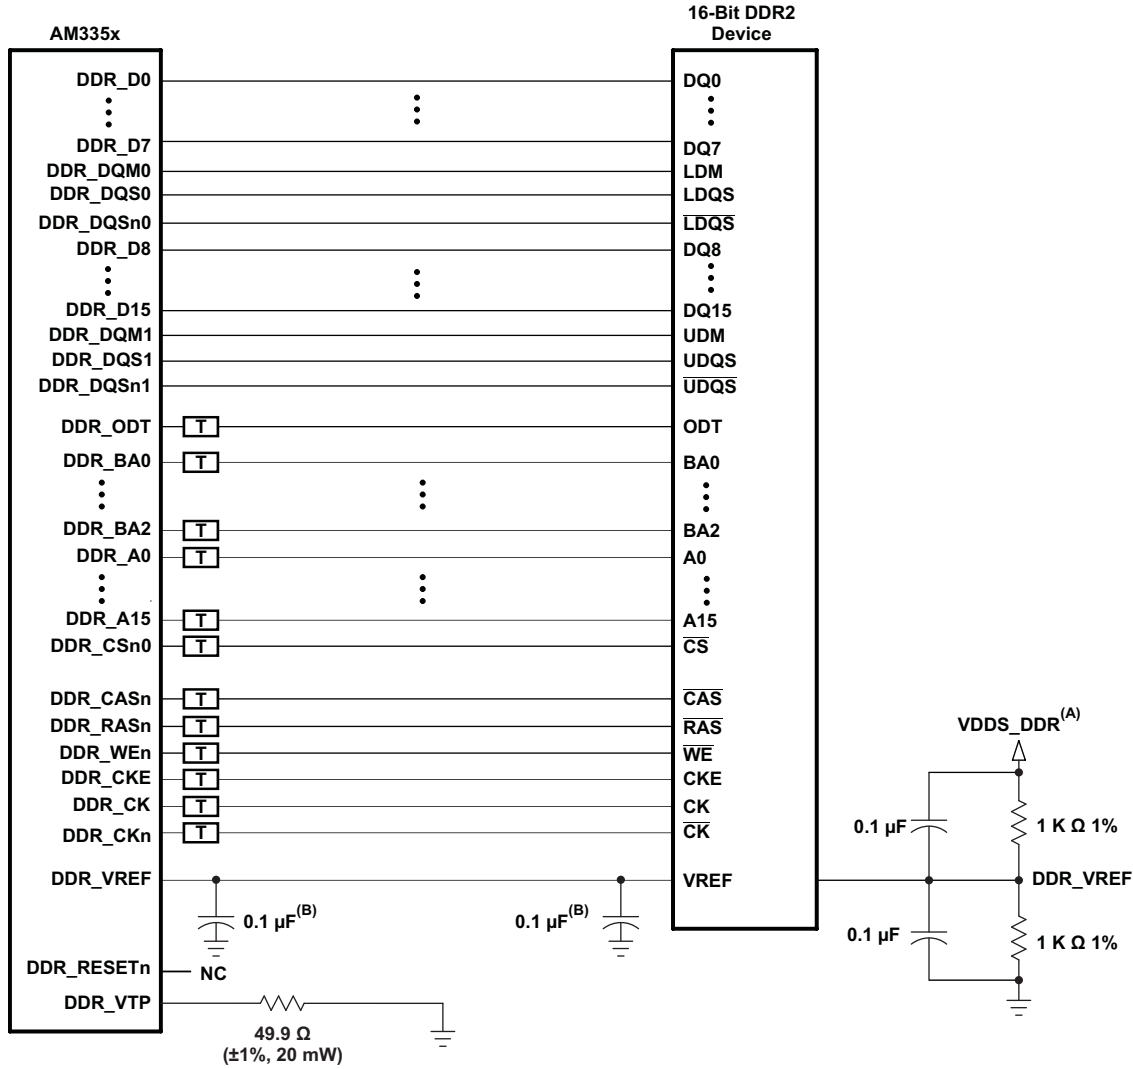 16-Bit DDR2
Device
AM335x
DDR_D0
DQ0
DDR_D7
DQ7
DDR_DQM0
LDM
DDR_DQS0
LDQS
DDR_DQSn0
LDQS
DDR_D8
DQ8
DDR_D15
DQ15
DDR_DQM1
UDM
DDR_DQS1
UDQS
DDR_DQSn1
UDQS
DDR_ODT
T
ODT
DDR_BA0
T
BA0
DDR_BA2
T
BA2
DDR_A0
T
A0
DDR_A15
T
A15
DDR_CSn0
T
CS
DDR_CASn
T
CAS
DDR_RASn
T
RAS
DDR_WEn
T
WE
DDR_CKE
T
CKE
DDR_CK
T
CK
DDR_CKn
T
CK
DDR_VREF
VREF
0.1 µF(B)
0.1 µF(B)
DDR_RESETn
NC
DDR_VTP
49.9 Ω
(±1%, 20 mW)
VDDS_DDR(A)
0.1 µF
1 K Ω 1%
DDR_VREF
0.1 µF
1 K Ω 1%